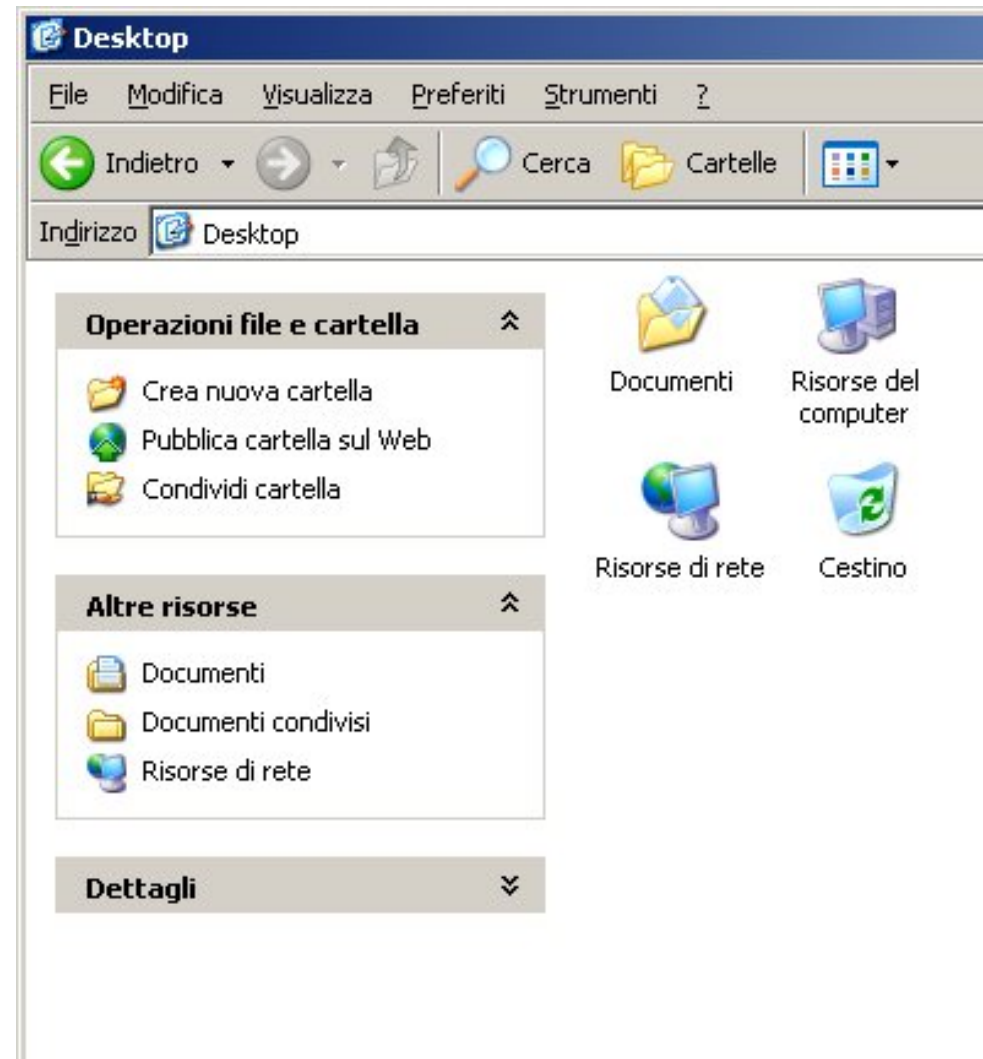 Desktop
File Modifica Visualizza Preferiti Strumenti ?
Indietro Cerca Cartelle
Indirizzo Desktop
Operazioni file e cartella
Crea nuova cartella
Pubblica cartella sul Web
Condividi cartella
Altre risorse
Documenti
Documenti condivisi
Risorse di rete
Dettagli
Documenti
Risorse del
computer
Risorse di rete
Cestino